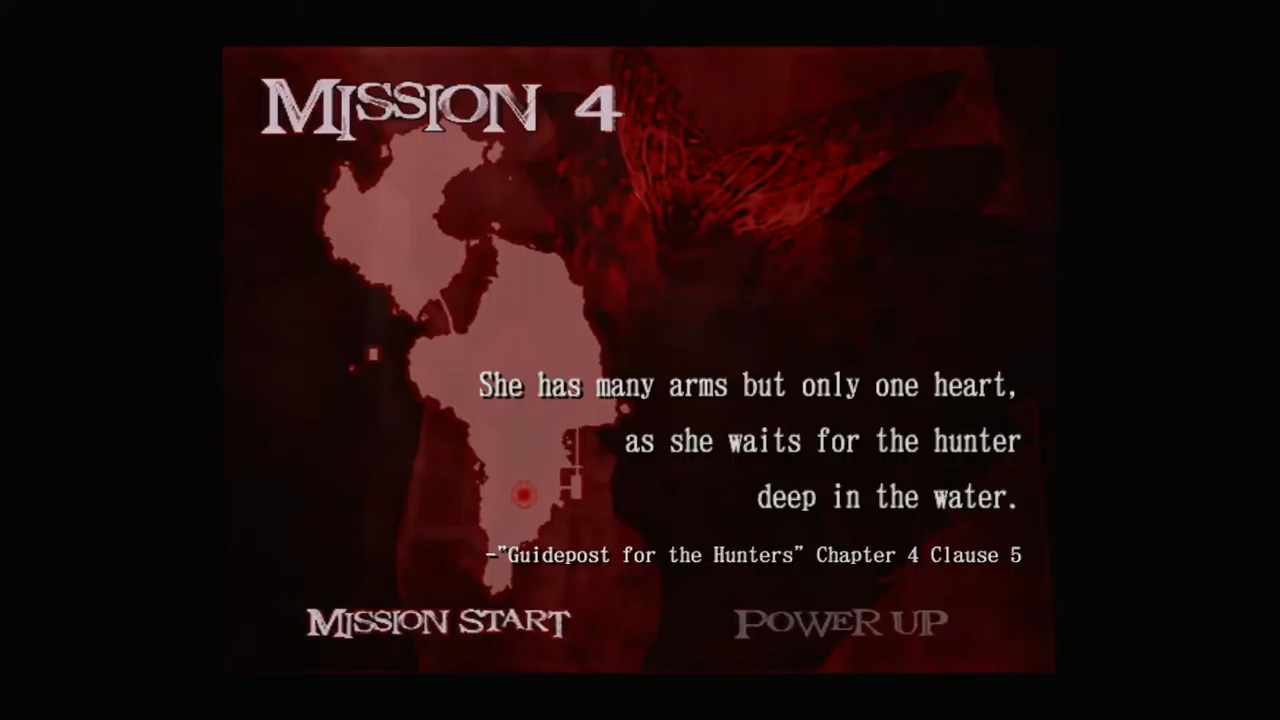 MISSION 4
She has many arms but only one heart,
as she waits for the hunter
deep in the water.
-"Guidepost for the Hunters" Chapter 4 Clause 5
MISSION START
POWER UP